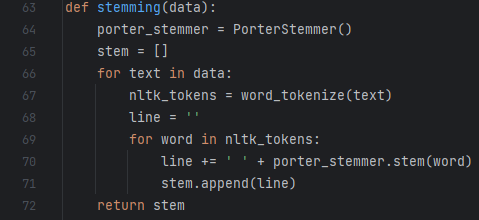 63 def stemming(data):
64     porter_stemmer = PorterStemmer()
65     stem = []
66     for text in data:
67         nltk_tokens = word_tokenize(text)
68         line = ''
69         for word in nltk_tokens:
70             line += ' ' + porter_stemmer.stem(word)
71             stem.append(line)
72     return stem